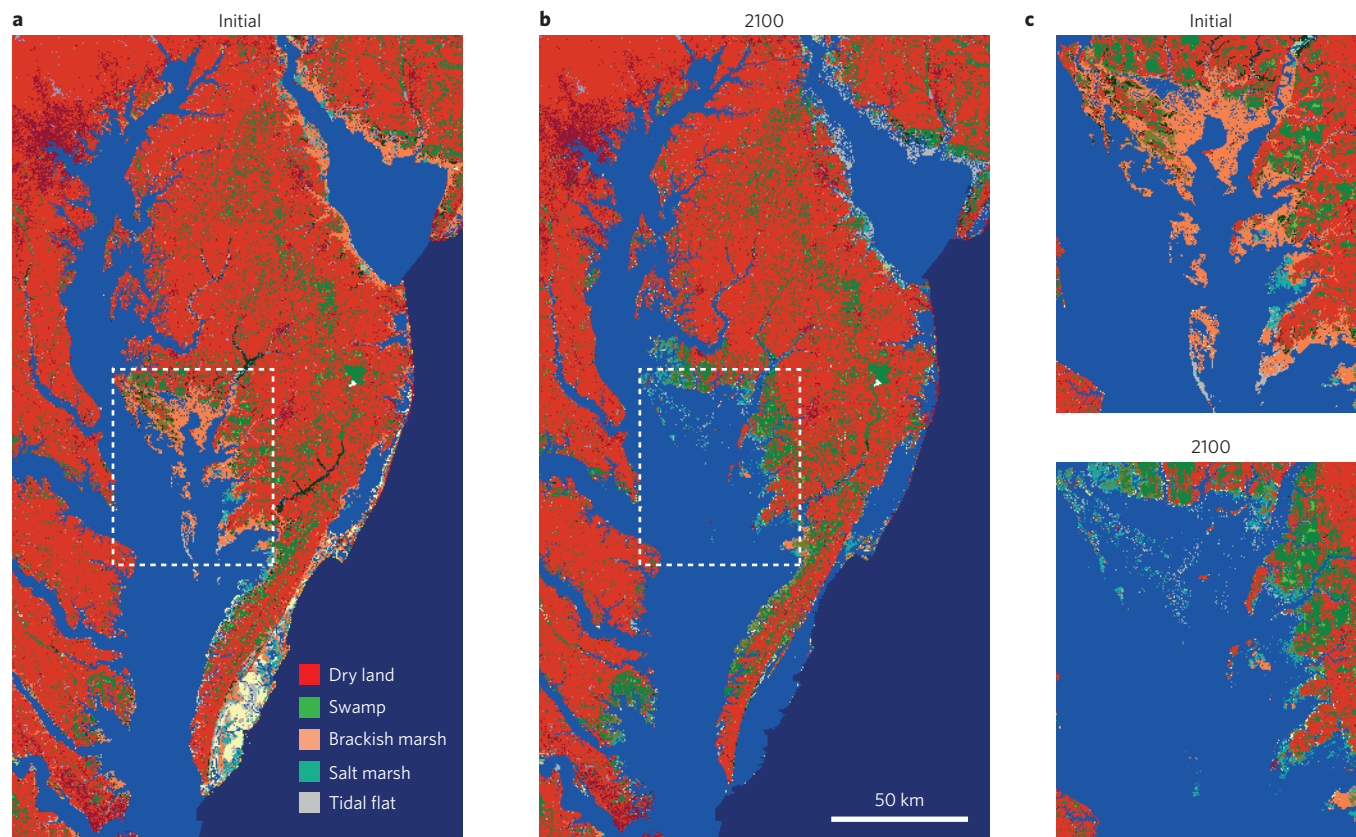 a Initial
b 2100
c Initial
2100
Dry land
Swamp
Brackish marsh
Salt marsh
Tidal flat
50 km